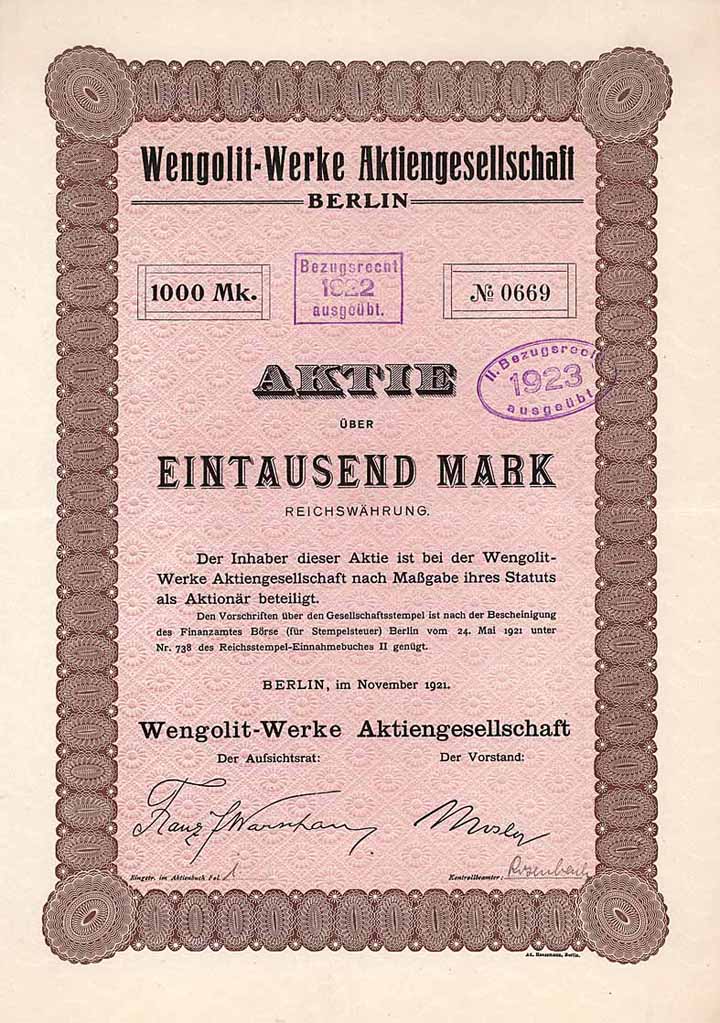 Wengolit-Werke Aktiengesellschaft
BERLIN
1000 Mk.
Bezugsrecht
1922
ausgeübt.
№ 0669
II. Bezugsrecht
1923
ausgeübt
AKTIE
ÜBER
EINTAUSEND MARK
REICHSWÄHRUNG.
Der Inhaber dieser Aktie ist bei der Wengolit-
Werke Aktiengesellschaft nach Maßgabe ihres Statuts
als Aktionär beteiligt.
Den Vorschriften über den Gesellschaftsstempel ist nach der Bescheinigung
des Finanzamtes Börse (für Stempelsteuer) Berlin vom 24. Mai 1921 unter
Nr. 738 des Reichsstempel-Einnahmebuches II genügt.
BERLIN, im November 1921.
Wengolit-Werke Aktiengesellschaft
Der Aufsichtsrat: Der Vorstand:
Franz
Eingetr. im Aktienbuch Fol. 1
Kontrollbeamter: Rosenbach
Berlin.